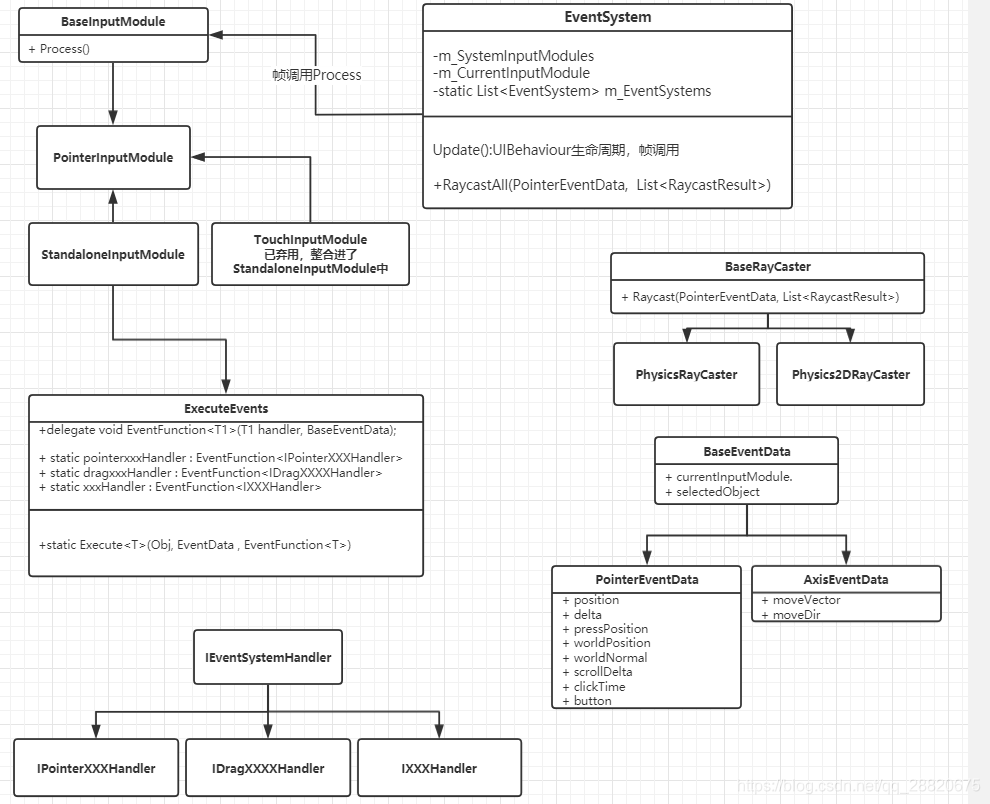 BaseInputModule
+ Process()
帧调用Process
EventSystem
-m_SystemInputModules
-m_CurrentInputModule
-static List<EventSystem> m_EventSystems
Update():UIBehaviour生命周期，帧调用
+RaycastAll(PointerEventData, List<RaycastResult>)
PointerInputModule
StandaloneInputModule
TouchInputModule
已弃用，整合进了
StandaloneInputModule中
BaseRayCaster
+ Raycast(PointerEventData, List<RaycastResult>)
PhysicsRayCaster
Physics2DRayCaster
ExecuteEvents
+delegate void EventFunction<T1>(T1 handler, BaseEventData);
+ static pointerxxxHandler : EventFunction<IPointerXXXHandler>
+ static dragxxxHandler : EventFunction<IDragXXXXHandler>
+ static xxxHandler : EventFunction<IXXXHandler>
+static Execute<T>(Obj, EventData , EventFunction<T>)
BaseEventData
+ currentInputModule.
+ selectedObject
PointerEventData
+ position
+ delta
+ pressPosition
+ worldPosition
+ worldNormal
+ scrollDelta
+ clickTime
+ button
AxisEventData
+ moveVector
+ moveDir
IEventSystemHandler
IPointerXXXHandler
IDragXXXXHandler
IXXXHandler
https://blog.csdn.net/qq_28820675